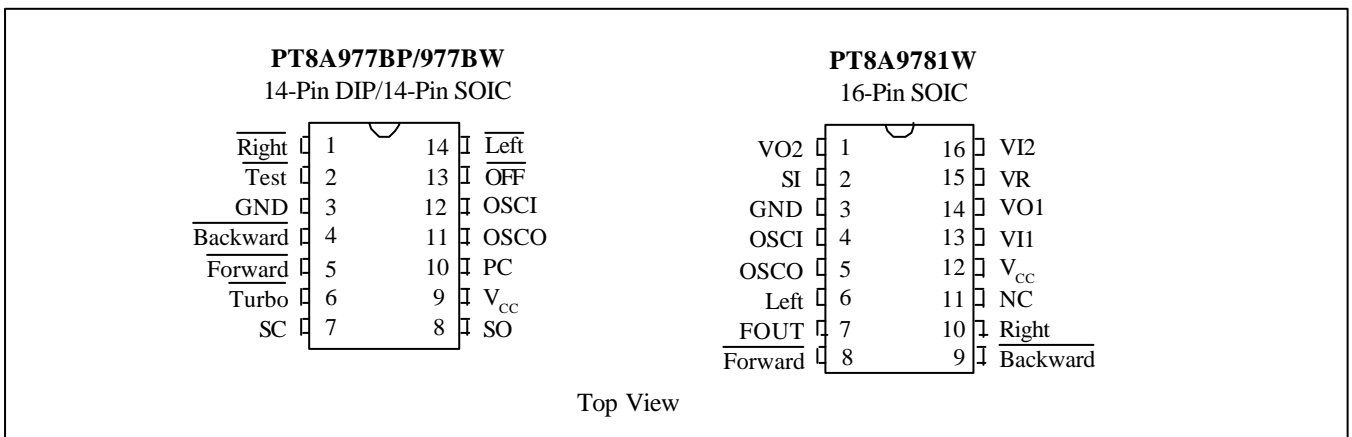 PT8A977BP/977BW
14-Pin DIP/14-Pin SOIC
Right 1 14 Left
Test 2 13 OFF
GND 3 12 OSCI
Backward 4 11 OSCO
Forward 5 10 PC
Turbo 6 9 VCC
SC 7 8 SO
PT8A9781W
16-Pin SOIC
VO2 1 16 VI2
SI 2 15 VR
GND 3 14 VO1
OSCI 4 13 VI1
OSCO 5 12 VCC
Left 6 11 NC
FOUT 7 10 Right
Forward 8 9 Backward
Top View